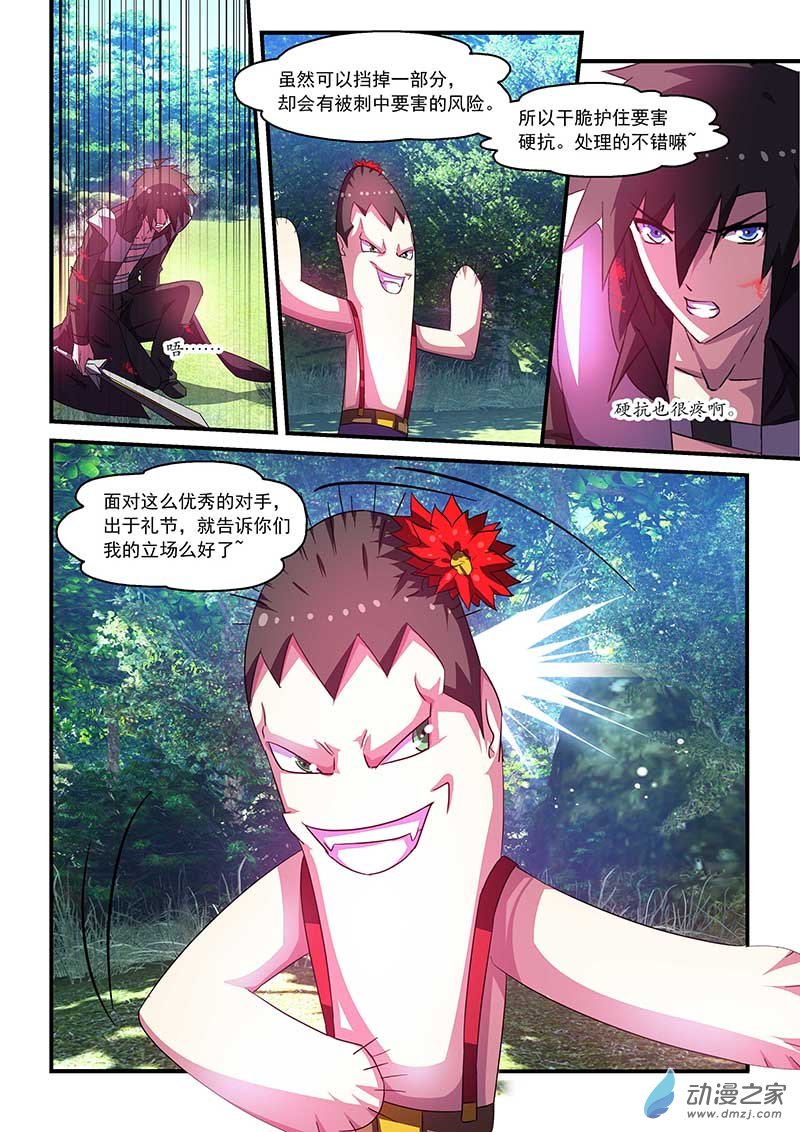 唔……
虽然可以挡掉一部分，
却会有被刺中要害的风险。
所以干脆护住要害
硬抗。处理的不错嘛~
硬抗也很疼啊。
面对这么优秀的对手，
出于礼节，就告诉你们
我的立场么好了~
动漫之家
www.dmzj.com